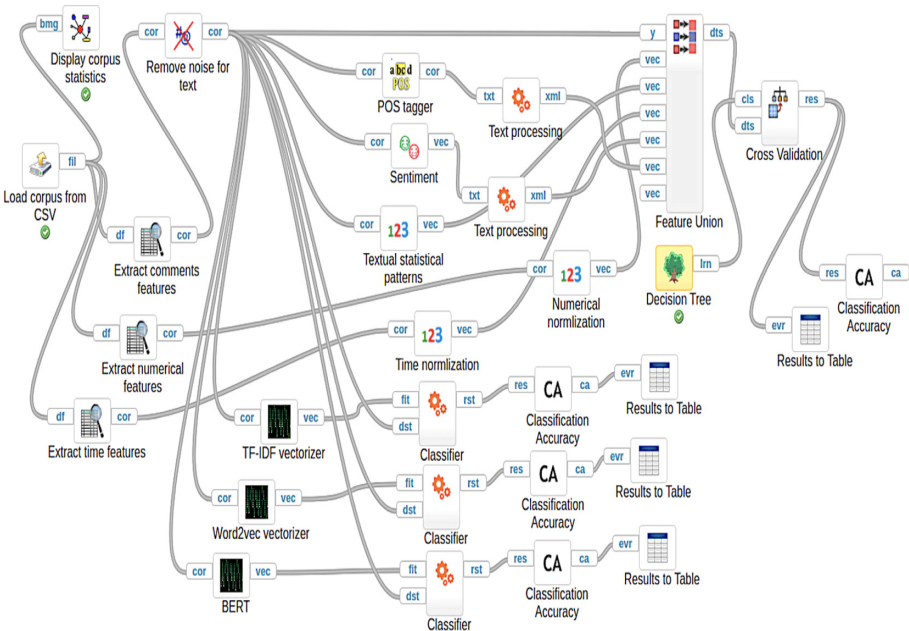 bmg
Display corpus
statistics
cor
cor
Remove noise for
text
y
dts
vec
vec
vec
vec
vec
vec
Feature Union
cor
a b c d
POS
cor
POS tagger
txt
xml
Text processing
cls
dts
res
Cross Validation
cor
vec
Sentiment
fil
Load corpus from
CSV
txt
xml
Text processing
df
cor
Extract comments
features
cor
123
vec
Textual statistical
patterns
cor
123
vec
Numerical
normlization
lrn
Decision Tree
res
CA
ca
Classification
Accuracy
evr
Results to Table
df
cor
Extract numerical
features
cor
123
vec
Time normlization
df
cor
Extract time features
cor
vec
TF-IDF vectorizer
fit
dst
rst
Classifier
res
CA
ca
Classification
Accuracy
evr
Results to Table
cor
vec
Word2vec vectorizer
fit
dst
rst
Classifier
res
CA
ca
Classification
Accuracy
evr
Results to Table
cor
vec
BERT
fit
dst
rst
Classifier
res
CA
ca
Classification
Accuracy
evr
Results to Table